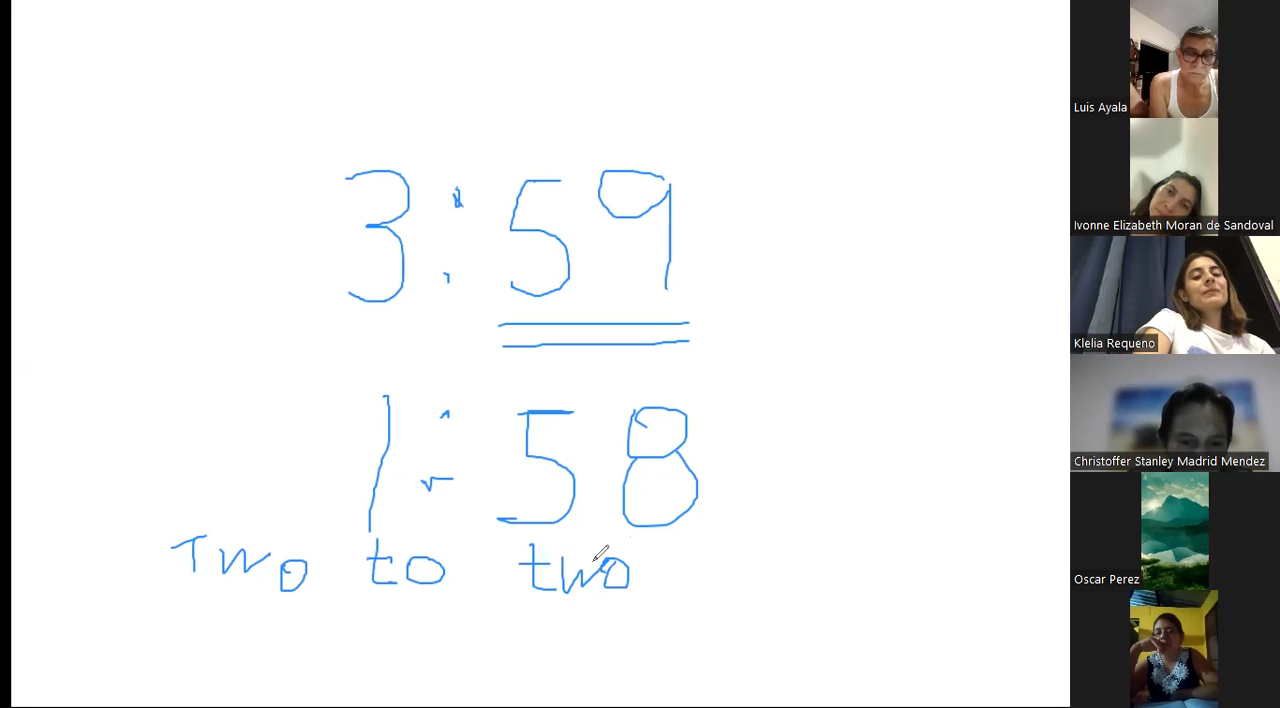 3:59
1:58
Two to two
Luis Ayala
Ivonne Elizabeth Moran de Sandoval
Klelia Requeno
Christoffer Stanley Madrid Mendez
Oscar Perez